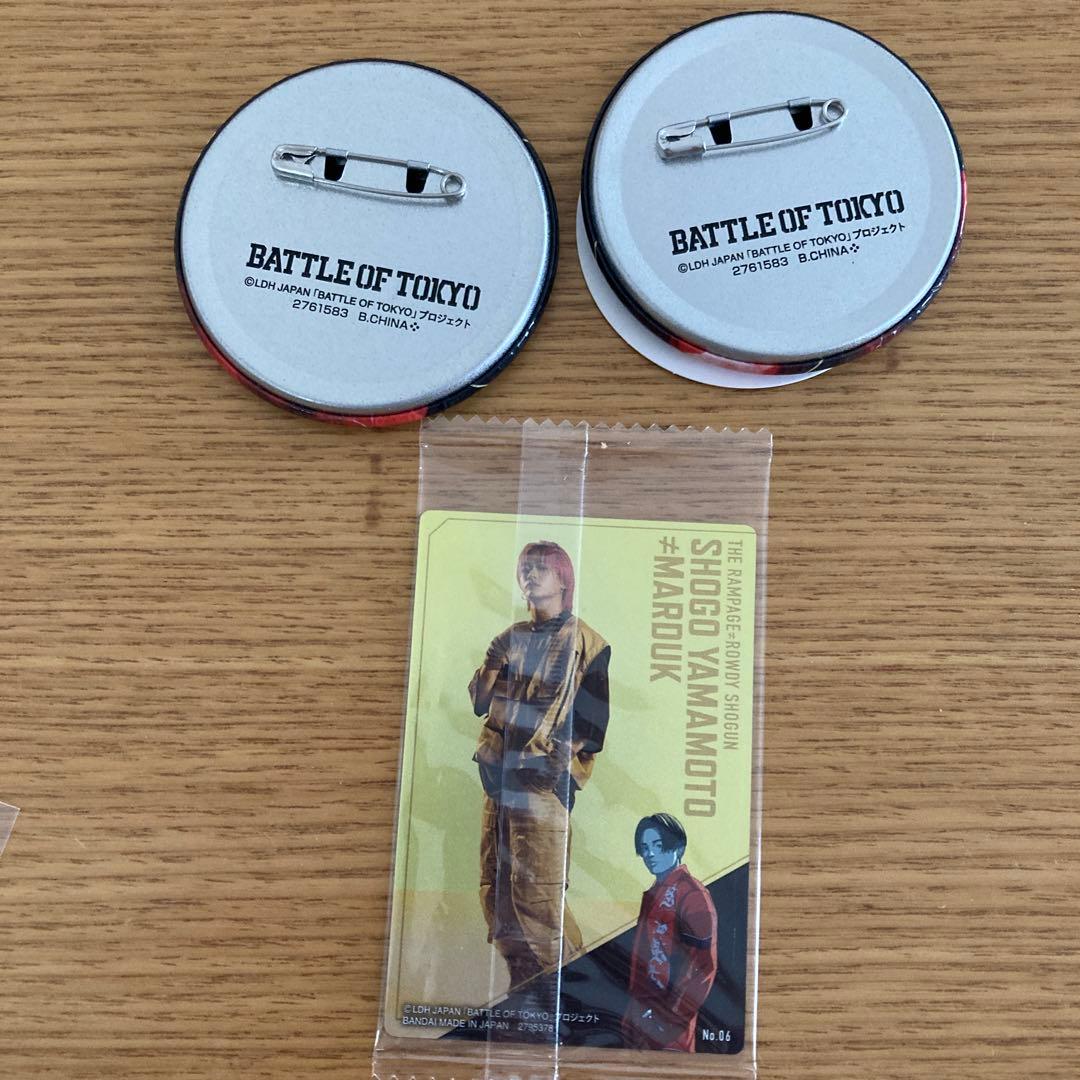 BATTLE OF TOKYO
©LDH JAPAN「BATTLE OF TOKYO」プロジェクト
2761583 B.CHINA
BATTLE OF TOKYO
©LDH JAPAN「BATTLE OF TOKYO」プロジェクト
2761583 B.CHINA
THE RAMPAGE≠ROWDY SHOGUN
SHOGO YAMAMOTO
≠MARDUK
©LDH JAPAN「BATTLE OF TOKYO」プロジェクト
BANDAI MADE IN JAPAN 2795378
No.06